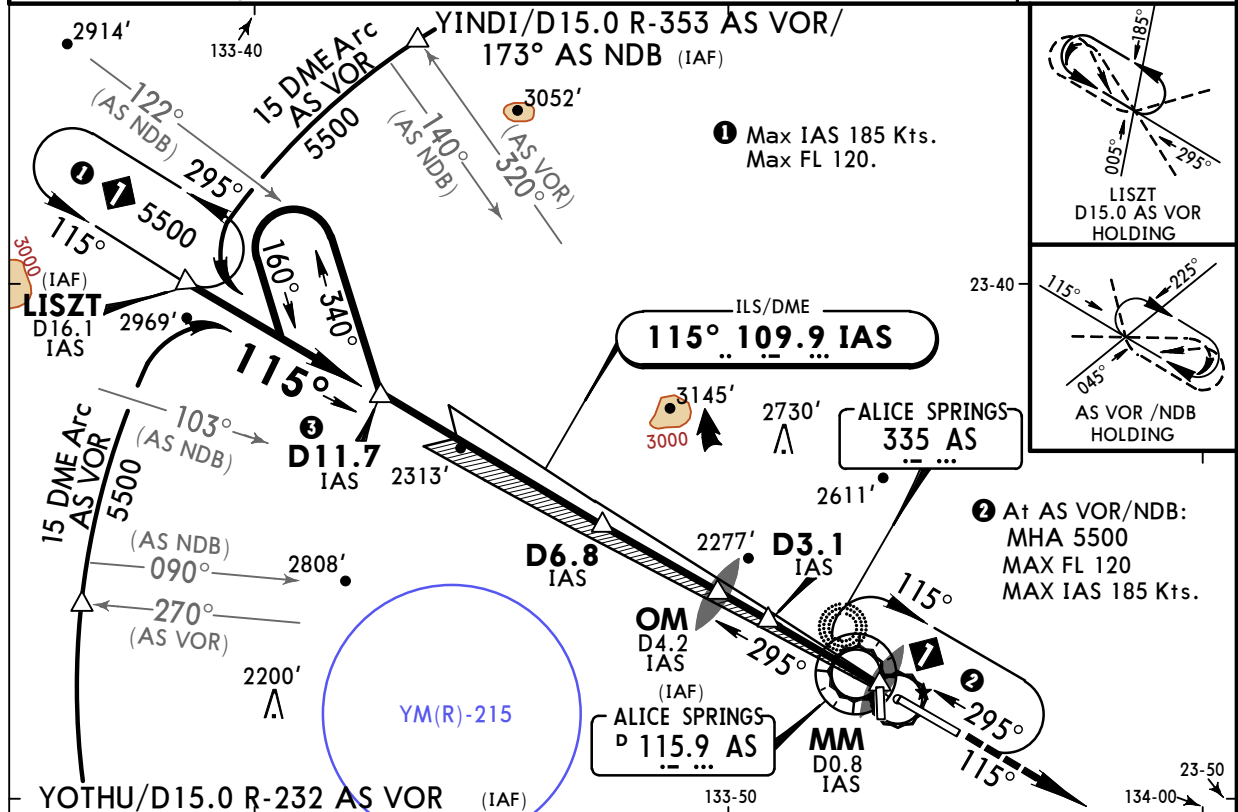 2914'
133-40
YINDI/D15.0 R-353 AS VOR/
173° AS NDB (IAF)
15 DME Arc
AS VOR
5500
122°
(AS NDB)
140°
(AS NDB)
(AS VOR)
320°
3052'
1 Max IAS 185 Kts.
Max FL 120.
185°
005°
295°
LISZT
D15.0 AS VOR
HOLDING
1
1
295°
5500
115°
3000
(IAF)
LISZT
D16.1
IAS
2969'
160°
340°
115°
ILS/DME
115° 109.9 IAS
23-40
115°
225°
045°
AS VOR /NDB
HOLDING
103°
(AS NDB)
3
D11.7
IAS
2313'
3145'
3000
2730'
ALICE SPRINGS
335 AS
2611'
15 DME Arc
AS VOR
5500
(AS NDB)
090°
2808'
270°
(AS VOR)
D6.8
IAS
2277'
D3.1
IAS
2 At AS VOR/NDB:
MHA 5500
MAX FL 120
MAX IAS 185 Kts.
OM
D4.2
IAS
295°
115°
1
2
295°
115°
2200'
YM(R)-215
(IAF)
ALICE SPRINGS
D 115.9 AS
MM
D0.8
IAS
YOTHU/D15.0 R-232 AS VOR (IAF)
133-50
134-00
23-50